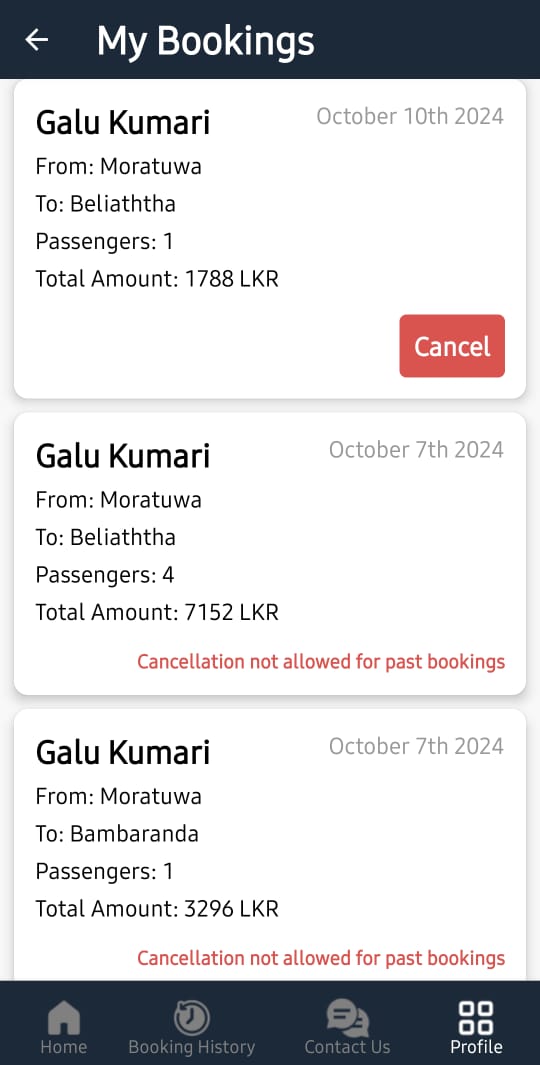 My Bookings
Galu Kumari
October 10th 2024
From: Moratuwa
To: Beliaththa
Passengers: 1
Total Amount: 1788 LKR
Cancel
Galu Kumari
October 7th 2024
From: Moratuwa
To: Beliaththa
Passengers: 4
Total Amount: 7152 LKR
Cancellation not allowed for past bookings
Galu Kumari
October 7th 2024
From: Moratuwa
To: Bambaranda
Passengers: 1
Total Amount: 3296 LKR
Cancellation not allowed for past bookings
Home
Booking History
Contact Us
Profile